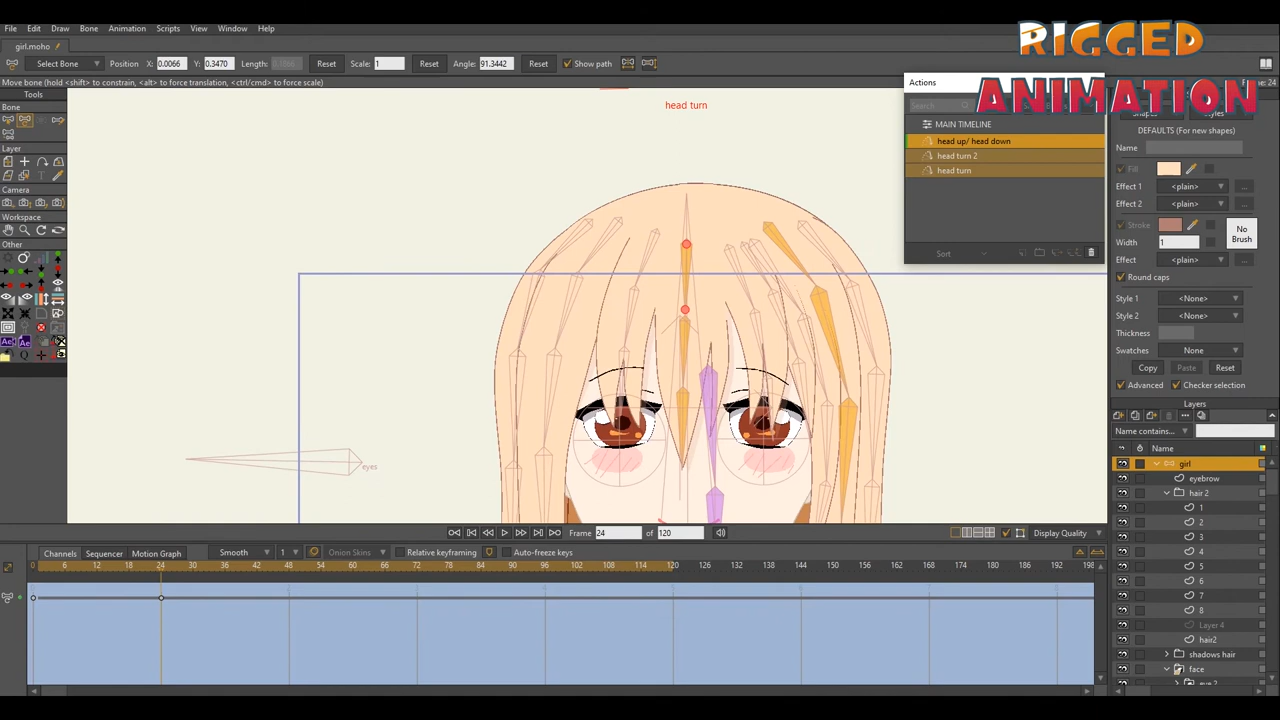 RIGGED
ANIMATION
File Edit Draw Bone Animation Scripts View Window Help
girl.moho
Select Bone Position X: 0.0066 Y: 0.3470 Length: Reset Scale: 1 Reset Angle: 91.3442 Reset Show path
Move bone (hold <shift> to constrain, <alt> to force translation, <ctrl/cmd> to force scale)
Tools
Bone
Layer
Camera
Workspace
Other
head turn
eyes
Actions
Search
MAIN TIMELINE
head up/ head down
head turn 2
head turn
Sort
DEFAULTS (For new shapes)
Name
Fill
Effect 1 <plain> ...
Effect 2 <plain> ...
Stroke
Width 1
No Brush
Effect <plain> ...
Round caps
Style 1 <None>
Style 2 <None>
Thickness
Swatches None
Copy Paste Reset
Advanced Checker selection
Layers
Name contains...
Name
girl
eyebrow
hair 2
1
2
3
4
5
6
7
8
Layer 4
hair2
shadows hair
face
eye 2
Frame 24 of 120 Display Quality
Channels Sequencer Motion Graph Smooth 1 Onion Skins Relative keyframing Auto-freeze keys
0 6 12 18 24 30 36 42 48 54 60 66 72 78 84 90 96 102 108 114 120 126 132 138 144 150 156 162 168 174 180 186 192 198